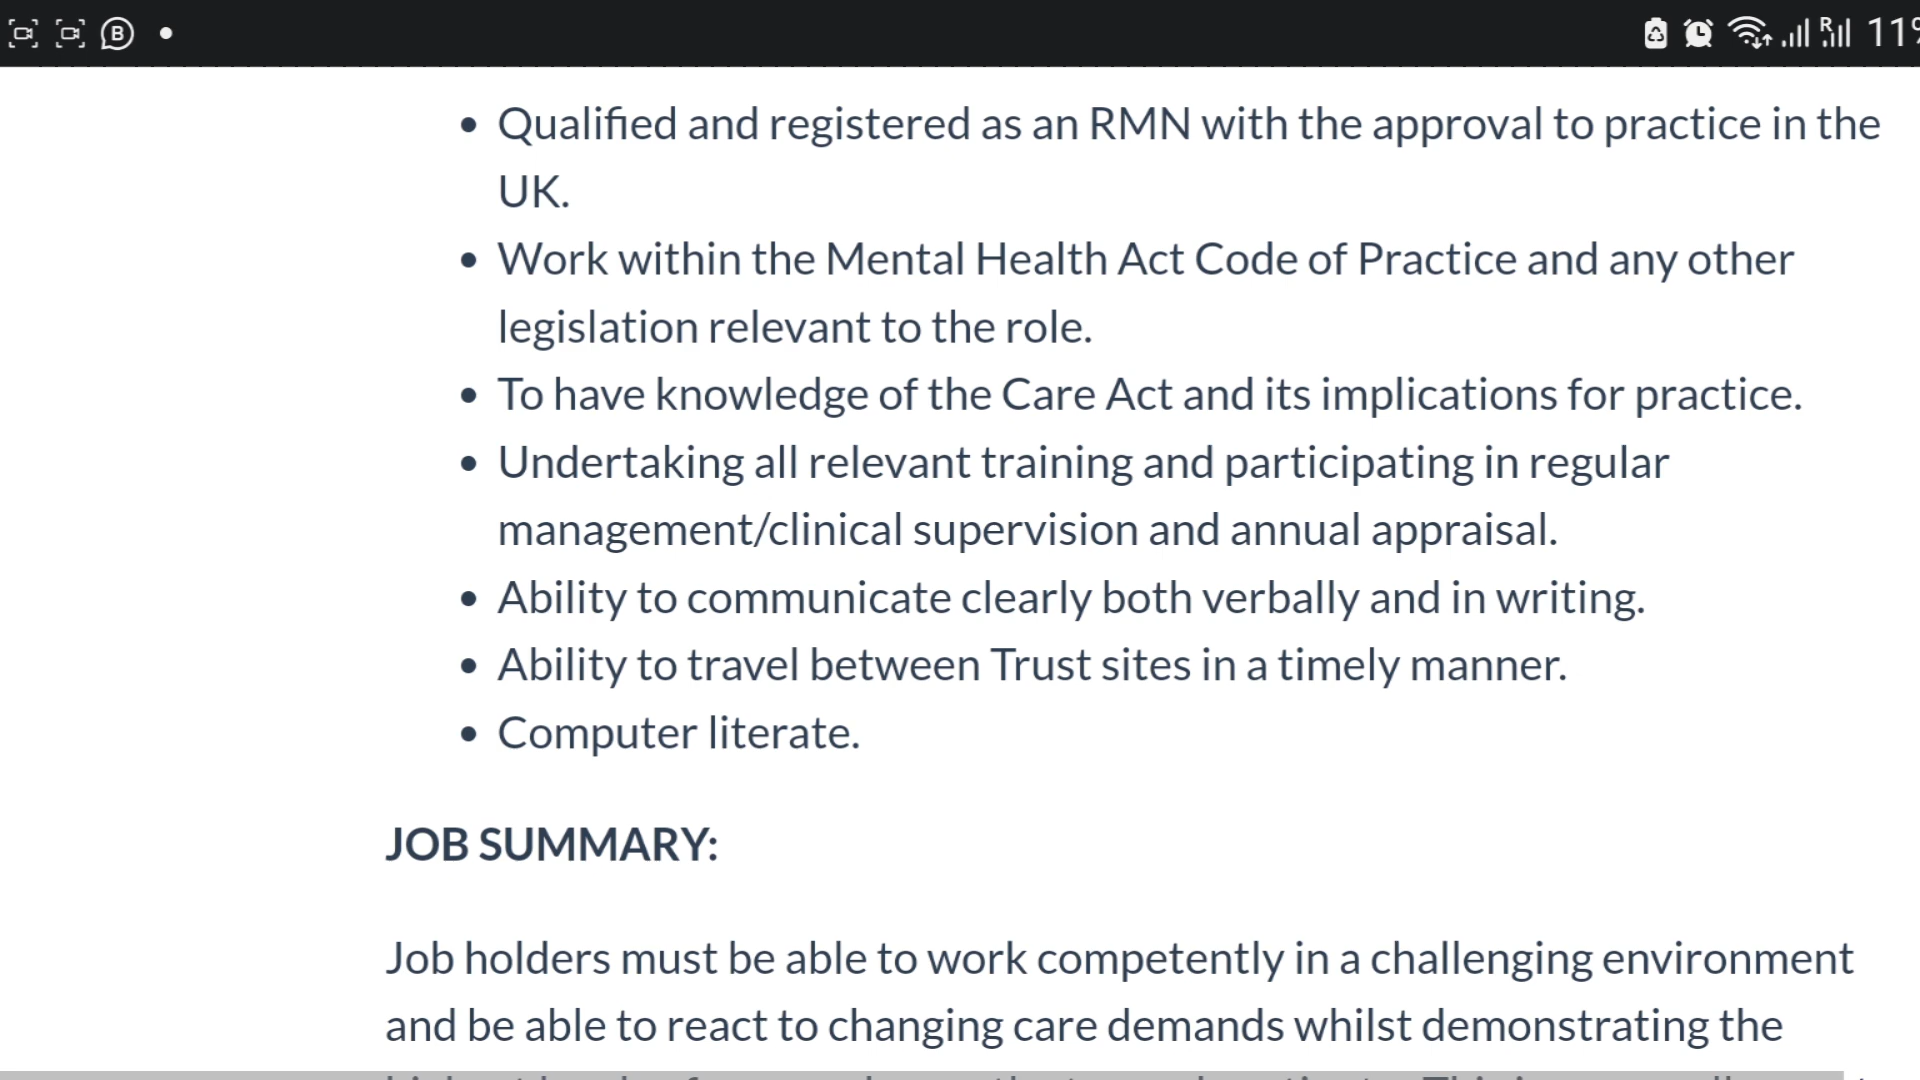 B
R
11%
Qualified and registered as an RMN with the approval to practice in the
UK.
Work within the Mental Health Act Code of Practice and any other
legislation relevant to the role.
To have knowledge of the Care Act and its implications for practice.
Undertaking all relevant training and participating in regular
management/clinical supervision and annual appraisal.
Ability to communicate clearly both verbally and in writing.
Ability to travel between Trust sites in a timely manner.
Computer literate.
JOB SUMMARY:
Job holders must be able to work competently in a challenging environment
and be able to react to changing care demands whilst demonstrating the